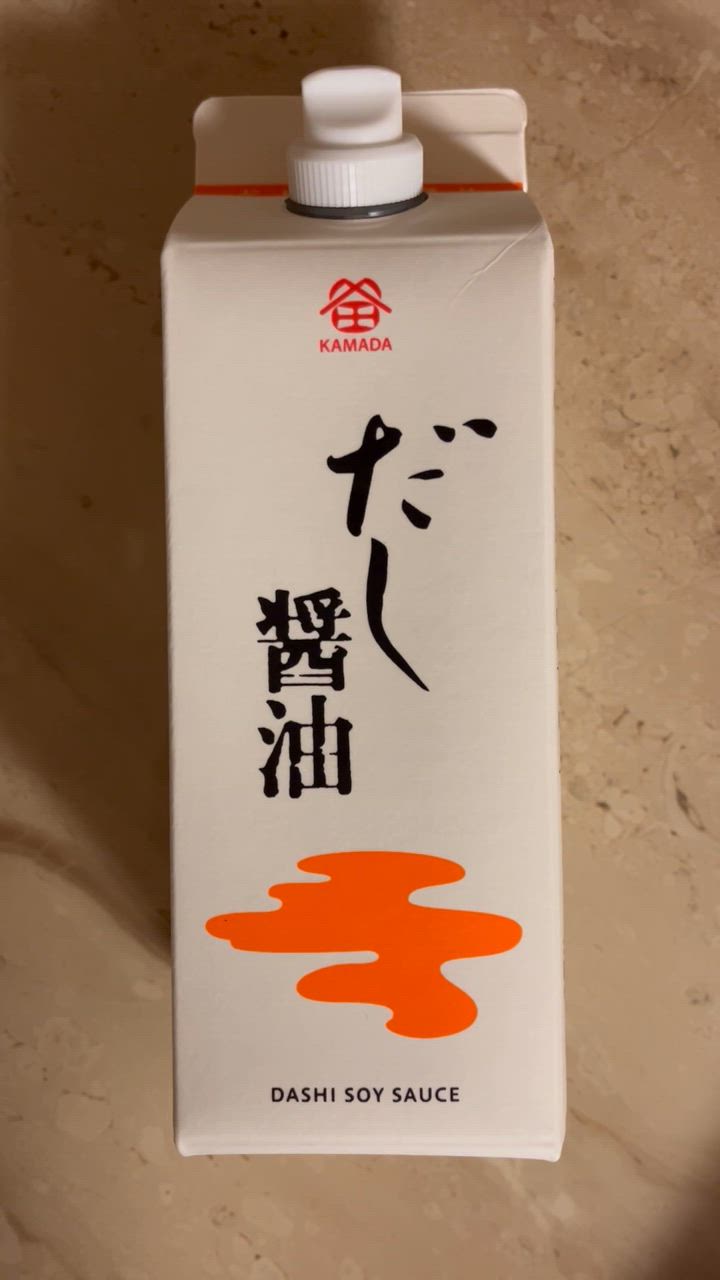 KAMADA
だし
醤油
DASHI SOY SAUCE